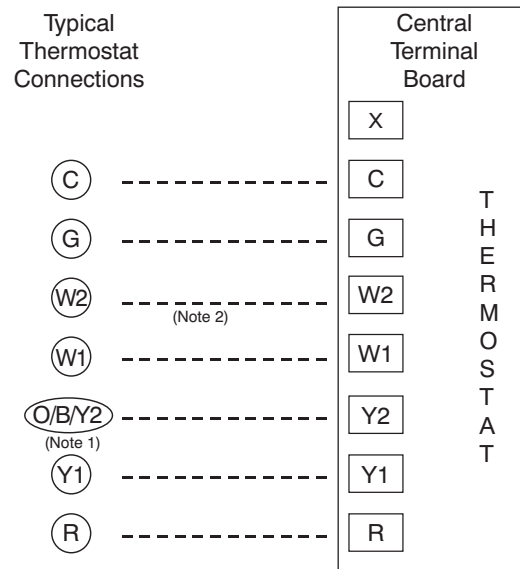 Typical
Thermostat
Connections
Central
Terminal
Board
X
C
C
G
G
W2
W2
(Note 2)
W1
W1
O/B/Y2
Y2
(Note 1)
Y1
Y1
R
R
THERMOSTAT